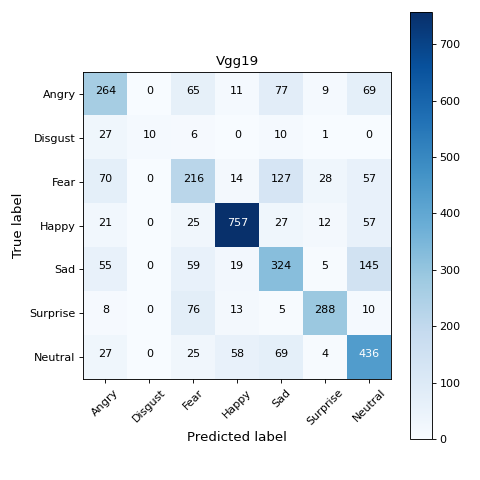 Vgg19
True label
Angry 264 0 65 11 77 9 69
Disgust 27 10 6 0 10 1 0
Fear 70 0 216 14 127 28 57
Happy 21 0 25 757 27 12 57
Sad 55 0 59 19 324 5 145
Surprise 8 0 76 13 5 288 10
Neutral 27 0 25 58 69 4 436
Angry Disgust Fear Happy Sad Surprise Neutral
Predicted label
700
600
500
400
300
200
100
0